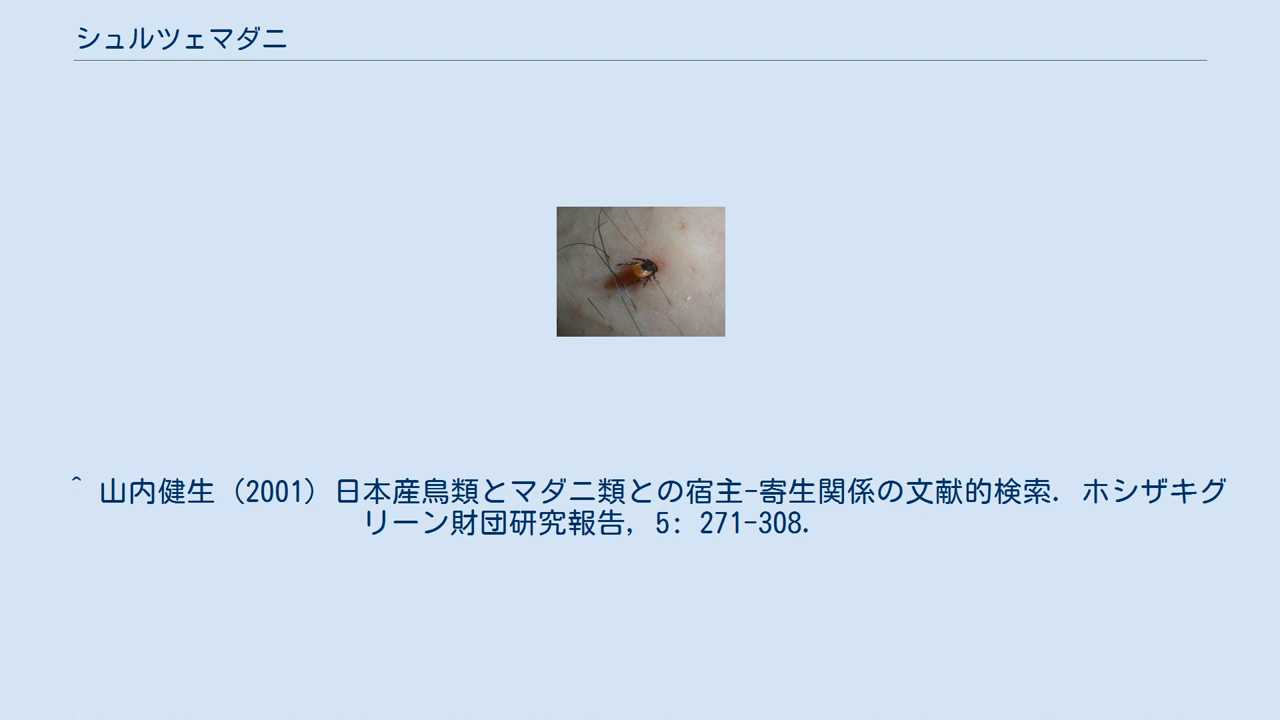 シュルツェマダニ
^ 山内健生（2001）日本産鳥類とマダニ類との宿主-寄生関係の文献的検索. ホシザキグ
リーン財団研究報告, 5: 271-308.